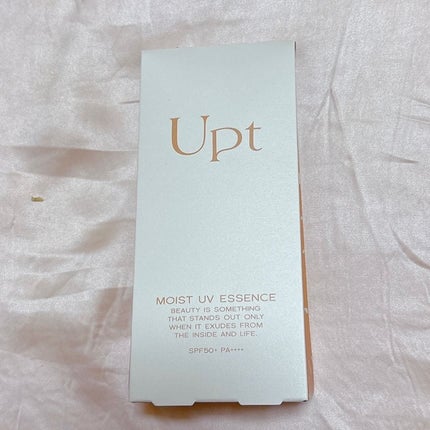 Upt
MOIST UV ESSENCE
BEAUTY IS SOMETHING
THAT STANDS OUT ONLY
WHEN IT EXUDES FROM
THE INSIDE AND LIFE.
SPF50+ PA++++